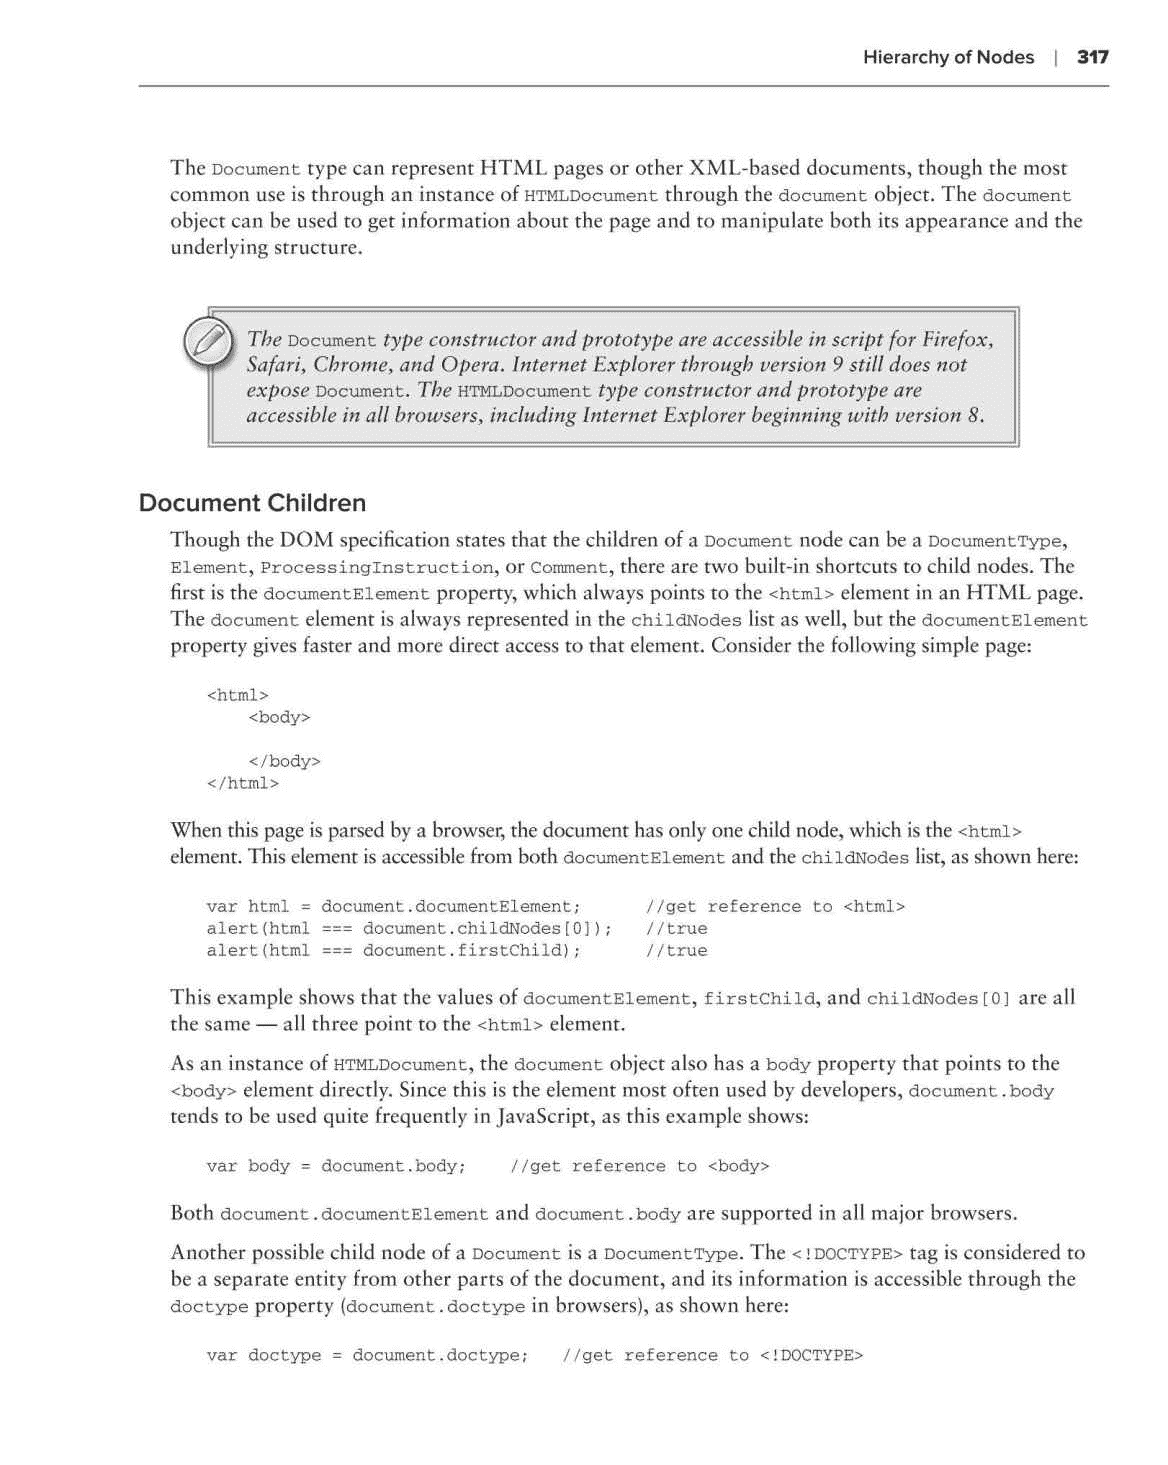 Hierarchy of Nodes | 317
The Document type can represent HTML pages or other XML-based documents, though the most
common use is through an instance of HTMLDocument through the document object. The document
object can be used to get information about the page and to manipulate both its appearance and the
underlying structure.
The Document type constructor and prototype are accessible in script for Firefox,
Safari, Chrome, and Opera. Internet Explorer through version 9 still does not
expose Document. The HTMLDocument type constructor and prototype are
accessible in all browsers, including Internet Explorer beginning with version 8.
Document Children
Though the DOM specification states that the children of a Document node can be a DocumentType,
Element, ProcessingInstruction, or Comment, there are two built-in shortcuts to child nodes. The
first is the documentElement property, which always points to the <html> element in an HTML page.
The document element is always represented in the childNodes list as well, but the documentElement
property gives faster and more direct access to that element. Consider the following simple page:
<html>
    <body>
    </body>
</html>
When this page is parsed by a browser, the document has only one child node, which is the <html>
element. This element is accessible from both documentElement and the childNodes list, as shown here:
var html = document.documentElement;      //get reference to <html>
alert(html === document.childNodes[0]);   //true
alert(html === document.firstChild);      //true
This example shows that the values of documentElement, firstChild, and childNodes[0] are all
the same — all three point to the <html> element.
As an instance of HTMLDocument, the document object also has a body property that points to the
<body> element directly. Since this is the element most often used by developers, document.body
tends to be used quite frequently in JavaScript, as this example shows:
var body = document.body;    //get reference to <body>
Both document.documentElement and document.body are supported in all major browsers.
Another possible child node of a Document is a DocumentType. The <!DOCTYPE> tag is considered to
be a separate entity from other parts of the document, and its information is accessible through the
doctype property (document.doctype in browsers), as shown here:
var doctype = document.doctype;   //get reference to <!DOCTYPE>